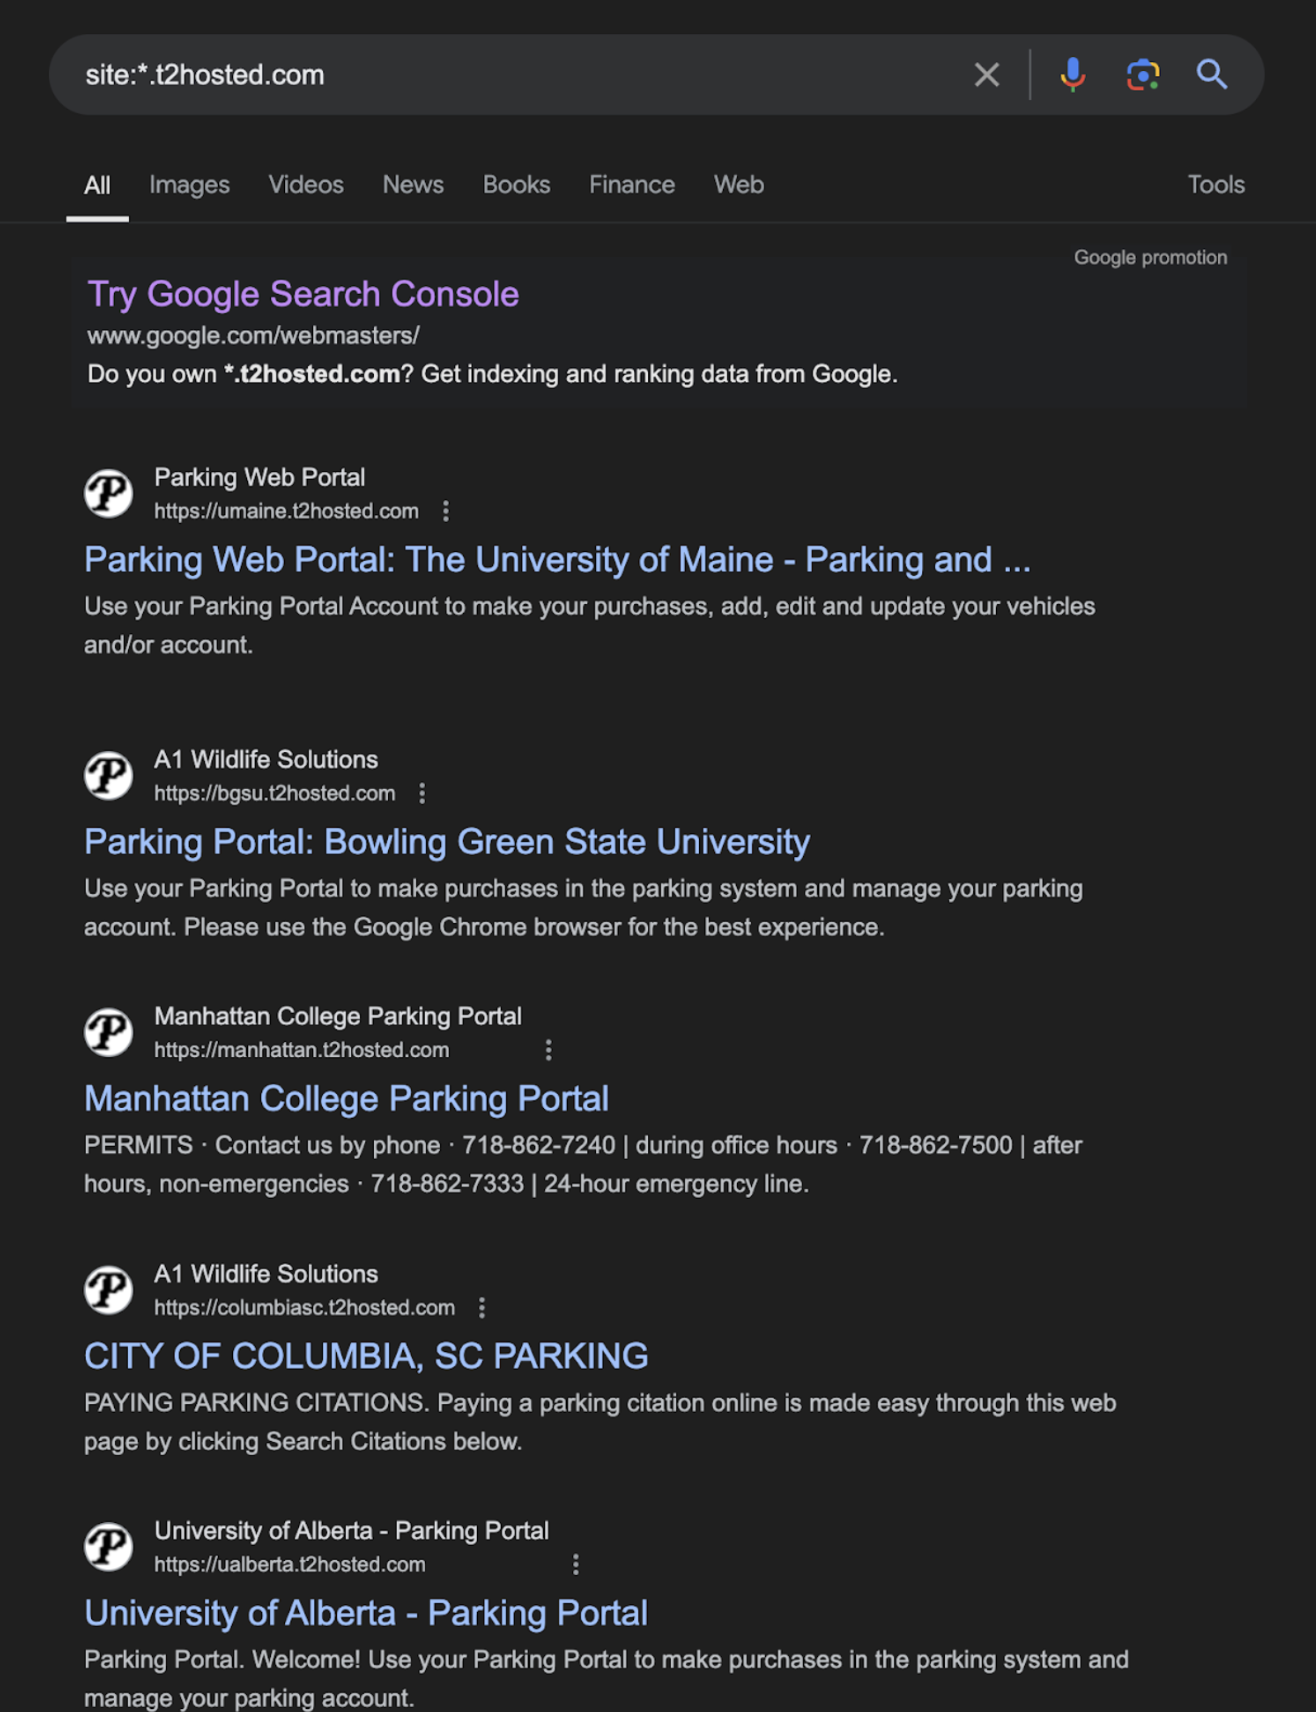 site:*.t2hosted.com
All Images Videos News Books Finance Web Tools
Google promotion
Try Google Search Console
www.google.com/webmasters/
Do you own *.t2hosted.com? Get indexing and ranking data from Google.
Parking Web Portal
https://umaine.t2hosted.com
Parking Web Portal: The University of Maine - Parking and ...
Use your Parking Portal Account to make your purchases, add, edit and update your vehicles
and/or account.
A1 Wildlife Solutions
https://bgsu.t2hosted.com
Parking Portal: Bowling Green State University
Use your Parking Portal to make purchases in the parking system and manage your parking
account. Please use the Google Chrome browser for the best experience.
Manhattan College Parking Portal
https://manhattan.t2hosted.com
Manhattan College Parking Portal
PERMITS · Contact us by phone · 718-862-7240 | during office hours · 718-862-7500 | after
hours, non-emergencies · 718-862-7333 | 24-hour emergency line.
A1 Wildlife Solutions
https://columbiasc.t2hosted.com
CITY OF COLUMBIA, SC PARKING
PAYING PARKING CITATIONS. Paying a parking citation online is made easy through this web
page by clicking Search Citations below.
University of Alberta - Parking Portal
https://ualberta.t2hosted.com
University of Alberta - Parking Portal
Parking Portal. Welcome! Use your Parking Portal to make purchases in the parking system and
manage your parking account.